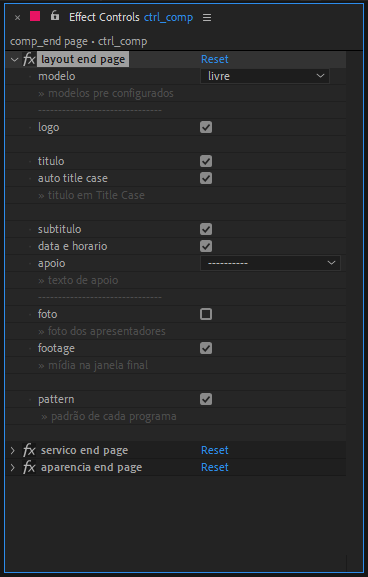 × Effect Controls ctrl_comp ≡
comp_end page • ctrl_comp
fx layout end page Reset
modelo livre
» modelos pre configurados
-------------------------------
logo
titulo
auto title case
» titulo em Title Case
subtitulo
data e horario
apoio ----------
» texto de apoio
-------------------------------
foto
» foto dos apresentadores
footage
» mídia na janela final
pattern
» padrão de cada programa
fx servico end page Reset
fx aparencia end page Reset